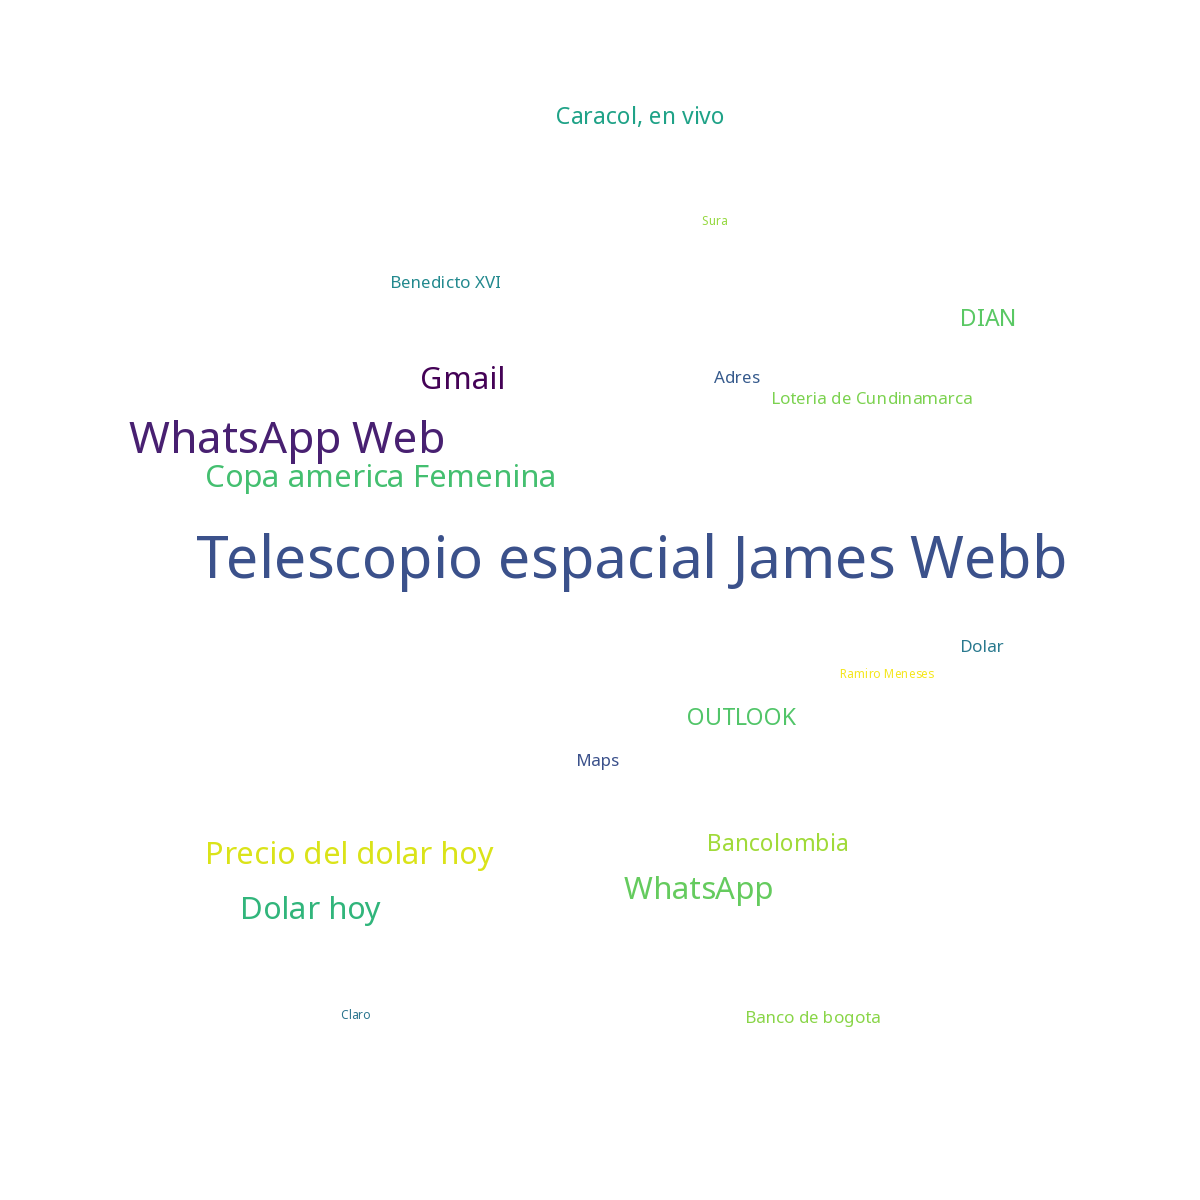 Caracol, en vivo
Sura
Benedicto XVI
DIAN
Gmail
Adres
Loteria de Cundinamarca
WhatsApp Web
Copa america Femenina
Telescopio espacial James Webb
Dolar
Ramiro Meneses
OUTLOOK
Maps
Bancolombia
Precio del dolar hoy
WhatsApp
Dolar hoy
Claro
Banco de bogota